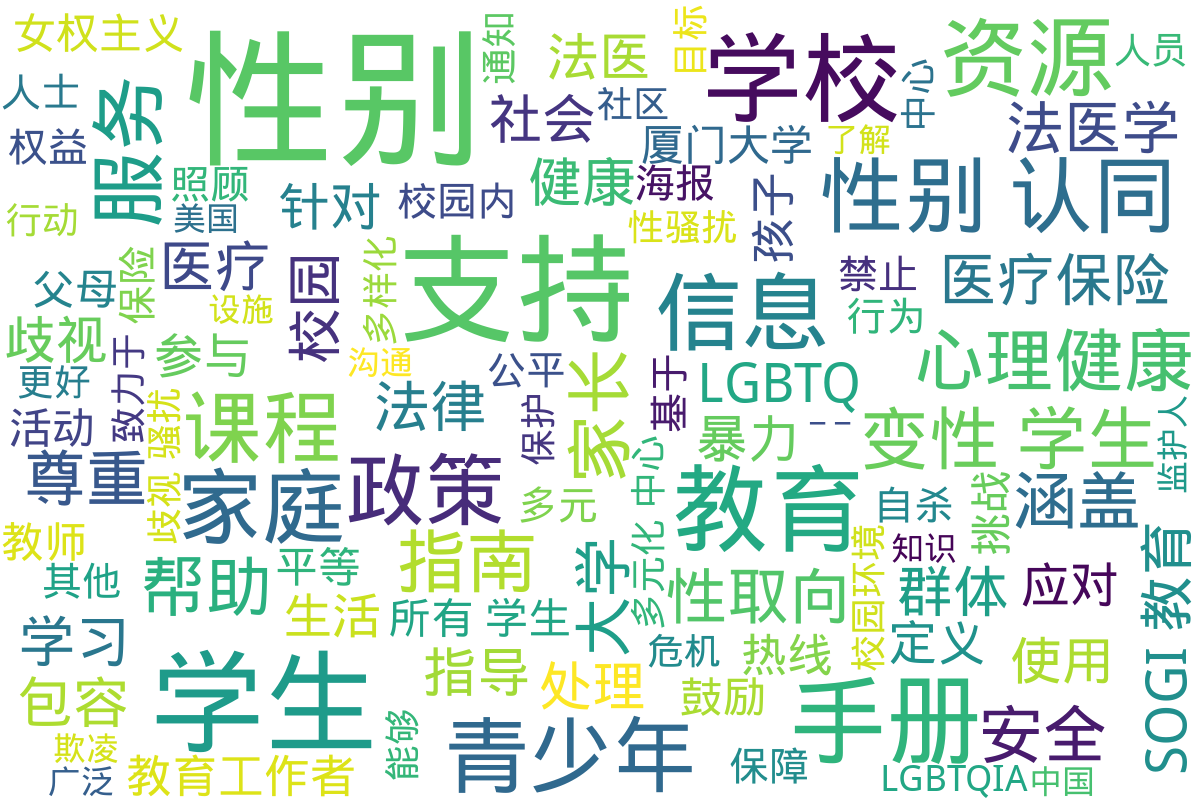 女权主义
性别
通知
法医
目标
学校
资源
人员
人士
服务
社会
社区
中心
法医学
权益
厦门大学
了解
照顾
针对
校园内
健康
海报
孩子
性别 认同
行动
美国
性骚扰
医疗
校园
多样化
支持
信息
禁止
医疗保险
父母
保险
设施
行为
歧视
参与
沟通
公平
家长
基于
LGBTQ
心理健康
更好
致力于
骚扰
课程
法律
保护
暴力
--
变性 学生
监护人
活动
尊重
家庭
政策
中心
教育
自杀
挑战
涵盖
歧视
多元
教师
指南
多元化
校园环境
知识
SOGI 教育
其他
帮助
平等
大学
性取向
群体
应对
学习
生活
所有 学生
危机
热线
定义
使用
包容
学生
指导
处理
鼓励
手册
安全
欺凌
能够
青少年
保障
广泛
教育工作者
LGBTQIA
中国